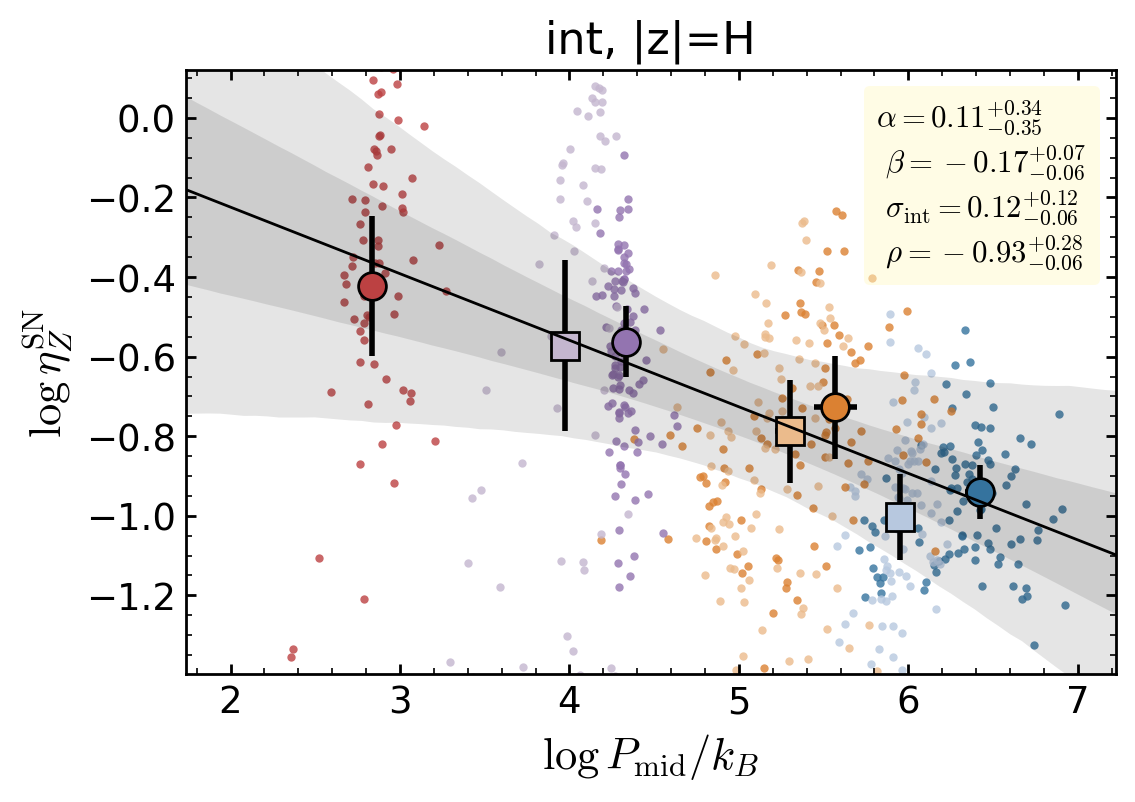 int, |z|=H
α = 0.11 +0.34 −0.35
β = −0.17 +0.07 −0.06
σ_int = 0.12 +0.12 −0.06
ρ = −0.93 +0.28 −0.06
0.0
−0.2
−0.4
−0.6
−0.8
−1.0
−1.2
log η_Z^SN
2 3 4 5 6 7
log P_mid/k_B